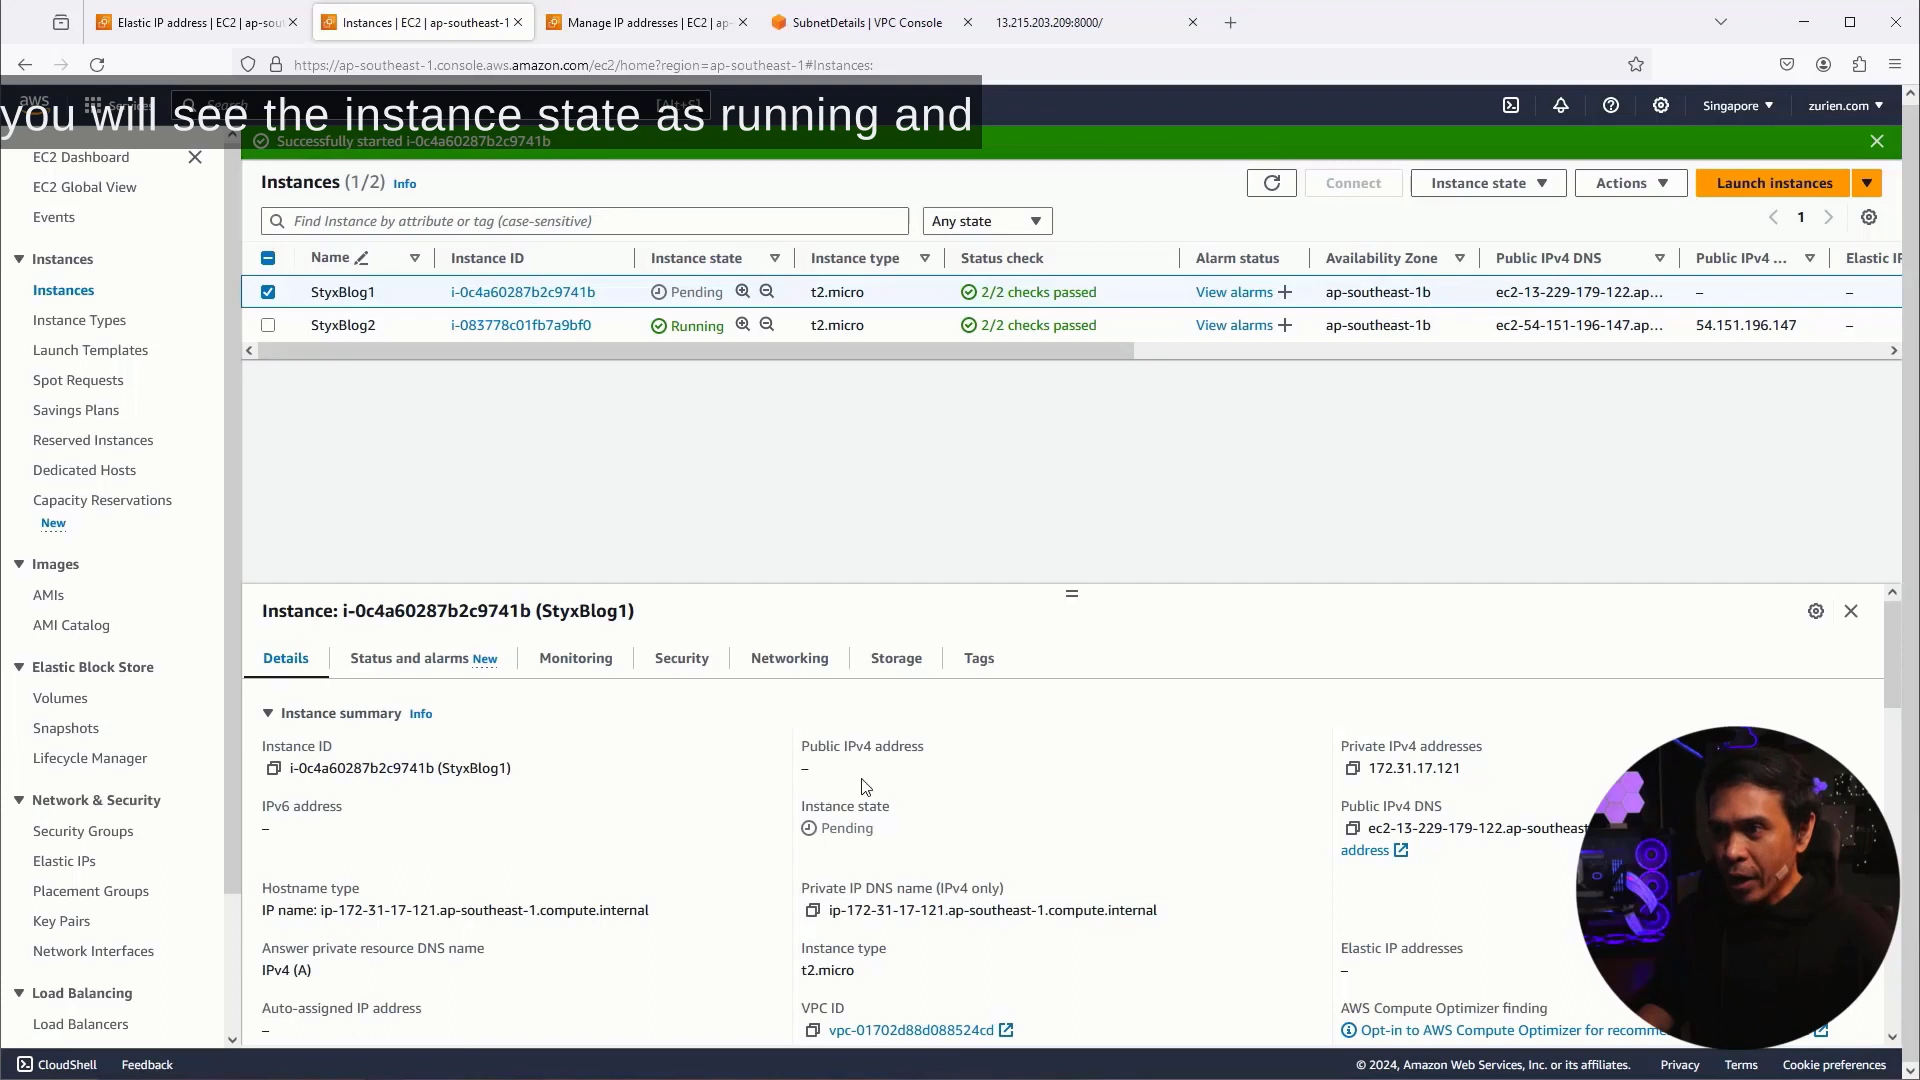 Elastic IP address | EC2 | ap-sout
Instances | EC2 | ap-southeast-1
Manage IP addresses | EC2 | ap-
SubnetDetails | VPC Console
13.215.203.209:8000/
https://ap-southeast-1.console.aws.amazon.com/ec2/home?region=ap-southeast-1#Instances:
aws
Services
Search
[Alt+S]
Singapore
zurien.com
you will see the instance state as running and
Successfully started i-0c4a60287b2c9741b
EC2 Dashboard
EC2 Global View
Events
Instances
Instances
Instance Types
Launch Templates
Spot Requests
Savings Plans
Reserved Instances
Dedicated Hosts
Capacity Reservations
New
Images
AMIs
AMI Catalog
Elastic Block Store
Volumes
Snapshots
Lifecycle Manager
Network & Security
Security Groups
Elastic IPs
Placement Groups
Key Pairs
Network Interfaces
Load Balancing
Load Balancers
Instances (1/2) Info
Connect
Instance state
Actions
Launch instances
Find Instance by attribute or tag (case-sensitive)
Any state
1
Name Instance ID Instance state Instance type Status check Alarm status Availability Zone Public IPv4 DNS Public IPv4 ... Elastic IP
StyxBlog1 i-0c4a60287b2c9741b Pending t2.micro 2/2 checks passed View alarms + ap-southeast-1b ec2-13-229-179-122.ap... – –
StyxBlog2 i-083778c01fb7a9bf0 Running t2.micro 2/2 checks passed View alarms + ap-southeast-1b ec2-54-151-196-147.ap... 54.151.196.147 –
Instance: i-0c4a60287b2c9741b (StyxBlog1)
Details Status and alarms New Monitoring Security Networking Storage Tags
Instance summary Info
Instance ID
i-0c4a60287b2c9741b (StyxBlog1)
Public IPv4 address
–
Private IPv4 addresses
172.31.17.121
IPv6 address
–
Instance state
Pending
Public IPv4 DNS
ec2-13-229-179-122.ap-southeast
address
Hostname type
IP name: ip-172-31-17-121.ap-southeast-1.compute.internal
Private IP DNS name (IPv4 only)
ip-172-31-17-121.ap-southeast-1.compute.internal
Answer private resource DNS name
IPv4 (A)
Instance type
t2.micro
Elastic IP addresses
–
Auto-assigned IP address
–
VPC ID
vpc-01702d88d088524cd
AWS Compute Optimizer finding
Opt-in to AWS Compute Optimizer for recomme
CloudShell
Feedback
© 2024, Amazon Web Services, Inc. or its affiliates.
Privacy
Terms
Cookie preferences